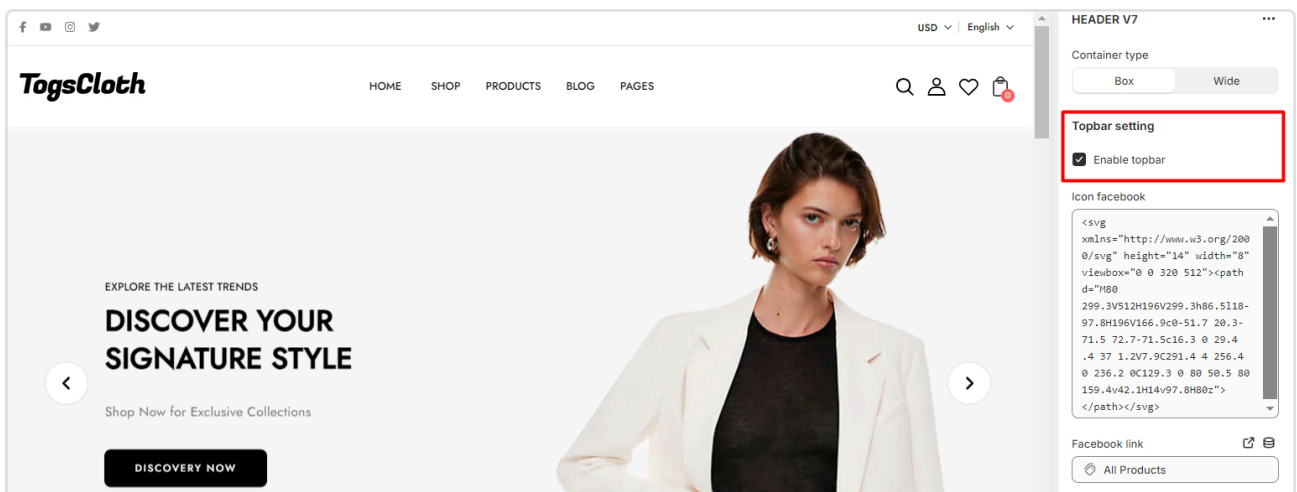 USD
English
TogsCloth
HOME SHOP PRODUCTS BLOG PAGES
0
EXPLORE THE LATEST TRENDS
DISCOVER YOUR
SIGNATURE STYLE
Shop Now for Exclusive Collections
DISCOVERY NOW
HEADER V7
Container type
Box Wide
Topbar setting
Enable topbar
Icon facebook
<svg
xmlns="http://www.w3.org/200
0/svg" height="14" width="8"
viewbox="0 0 320 512"><path
d="M80
299.3V512H196V299.3h86.5l18-
97.8H196V166.9c0-51.7 20.3-
71.5 72.7-71.5c16.3 0 29.4
.4 37 1.2V7.9C291.4 4 256.4
0 236.2 0C129.3 0 80 50.5 80
159.4v42.1H14v97.8H80z">
</path></svg>
Facebook link
All Products